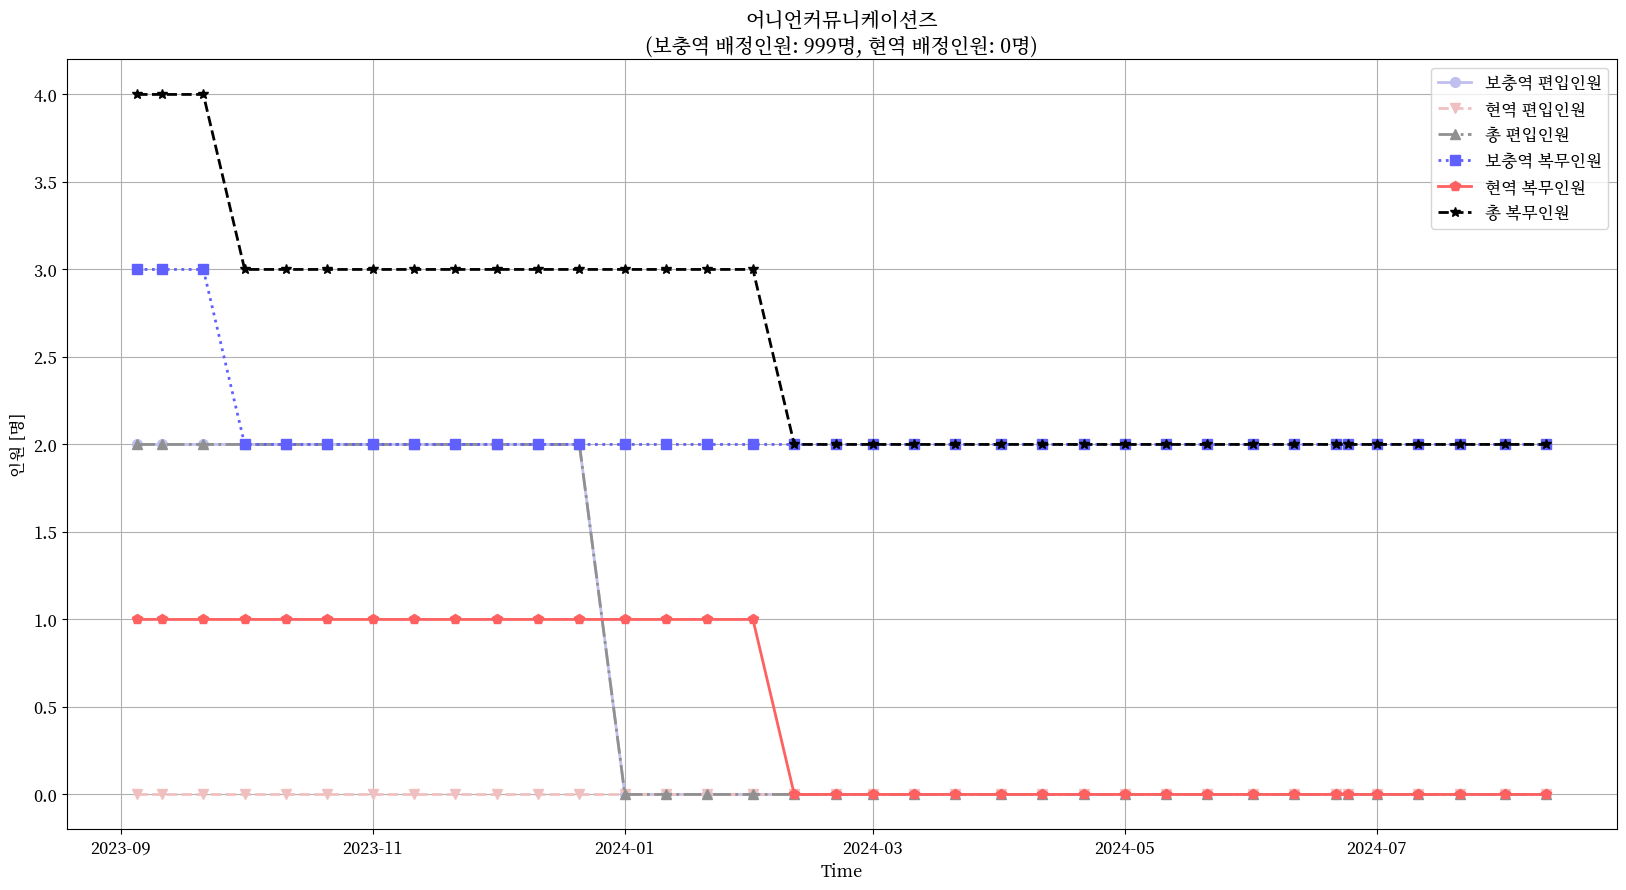 어니언커뮤니케이션즈
(보충역 배정인원: 999명, 현역 배정인원: 0명)
보충역 편입인원
현역 편입인원
총 편입인원
보충역 복무인원
현역 복무인원
총 복무인원
인원 [명]
4.0
3.5
3.0
2.5
2.0
1.5
1.0
0.5
0.0
2023-09
2023-11
2024-01
2024-03
2024-05
2024-07
Time